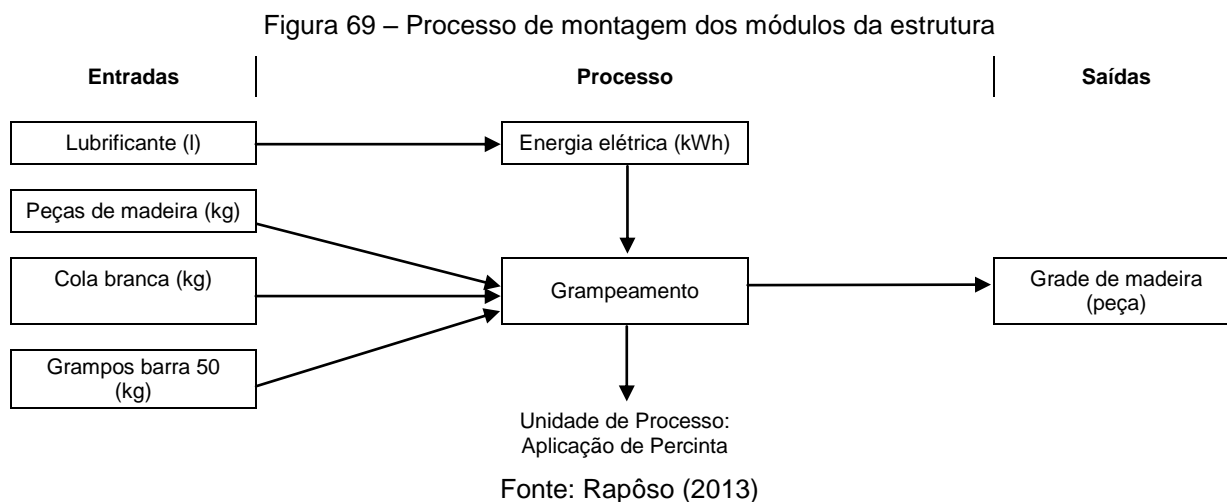 Figura 69 – Processo de montagem dos módulos da estrutura
Entradas
Processo
Saídas
Lubrificante (l)
Energia elétrica (kWh)
Peças de madeira (kg)
Cola branca (kg)
Grampeamento
Grade de madeira
(peça)
Grampos barra 50
(kg)
Unidade de Processo:
Aplicação de Percinta
Fonte: Rapôso (2013)